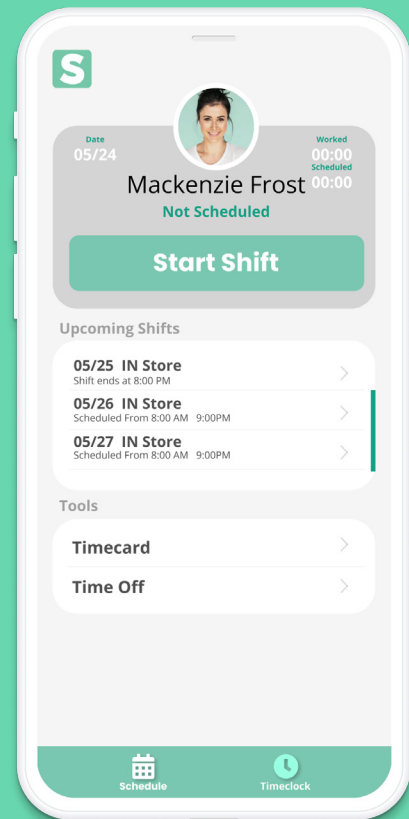 S
Date
05/24
Worked
00:00
Scheduled
00:00
Mackenzie Frost
Not Scheduled
Start Shift
Upcoming Shifts
05/25 IN Store
Shift ends at 8:00 PM
05/26 IN Store
Scheduled From 8:00 AM 9:00PM
05/27 IN Store
Scheduled From 8:00 AM 9:00PM
Tools
Timecard
Time Off
Schedule
Timeclock